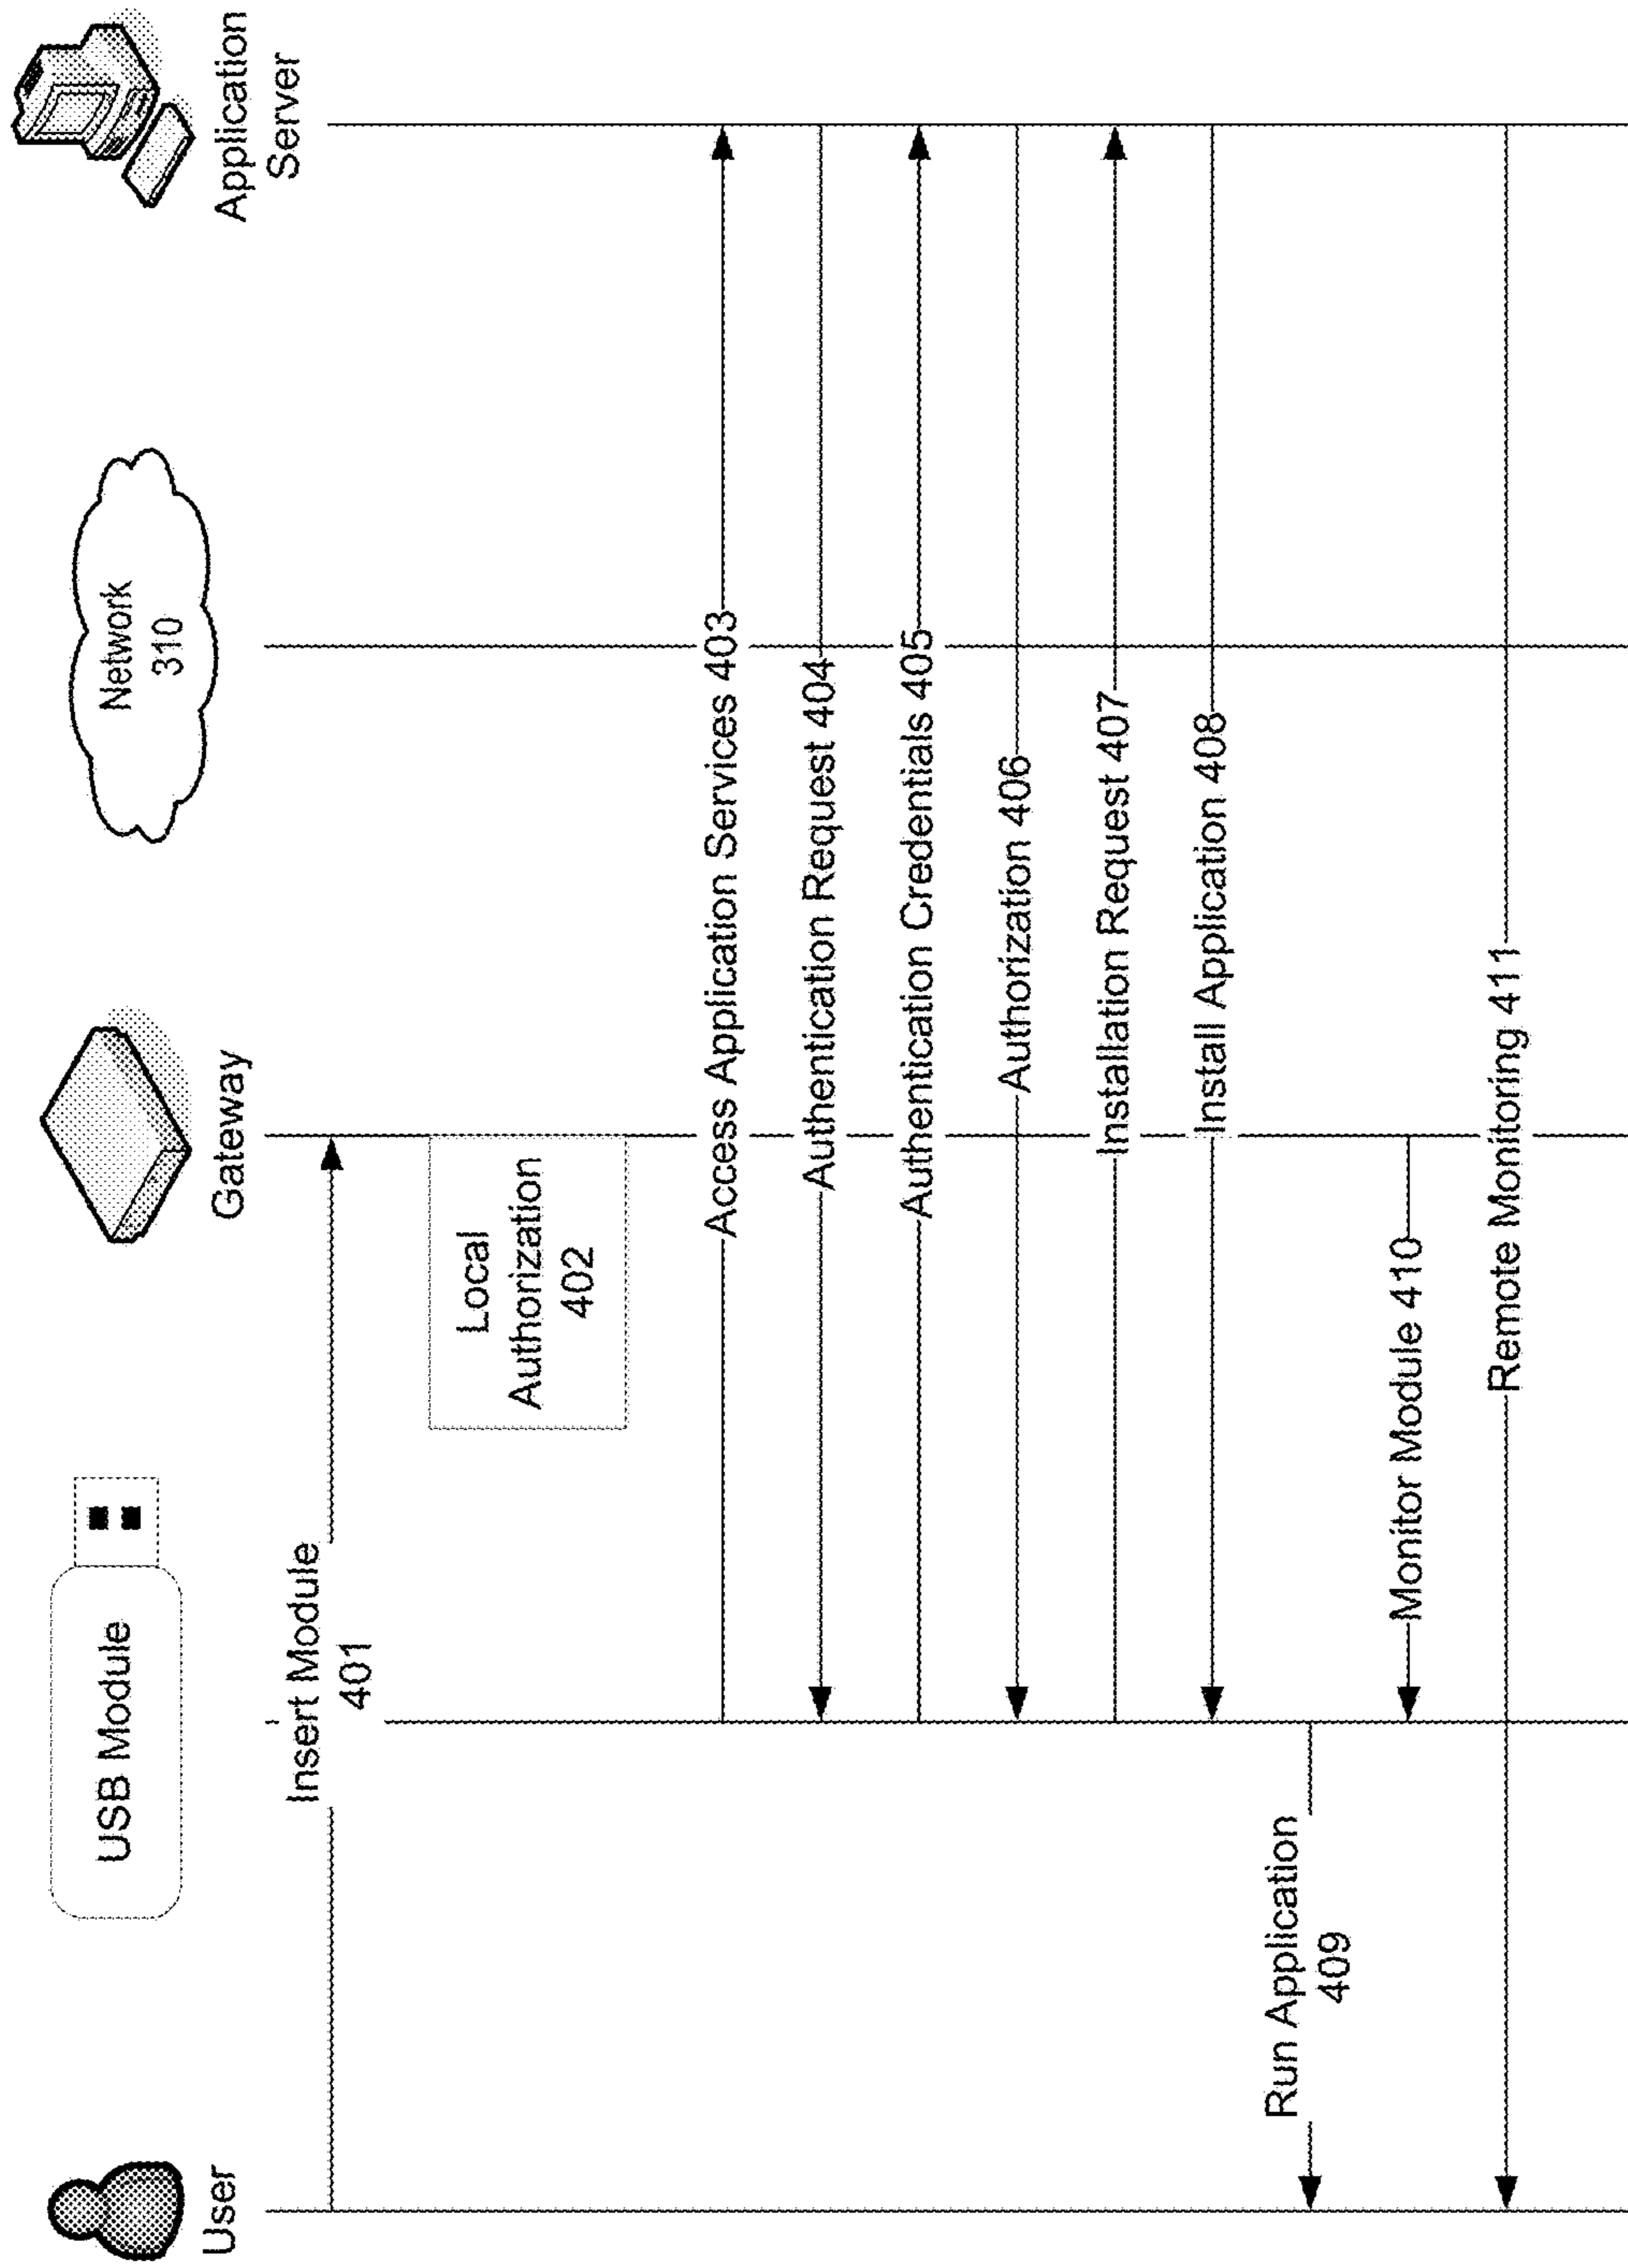 User
USB Module
Gateway
Network
310
Application
Server
Insert Module
401
Local
Authorization
402
Access Application Services 403
Authentication Request 404
Authentication Credentials 405
Authorization 406
Installation Request 407
Install Application 408
Run Application
409
Monitor Module 410
Remote Monitoring 411